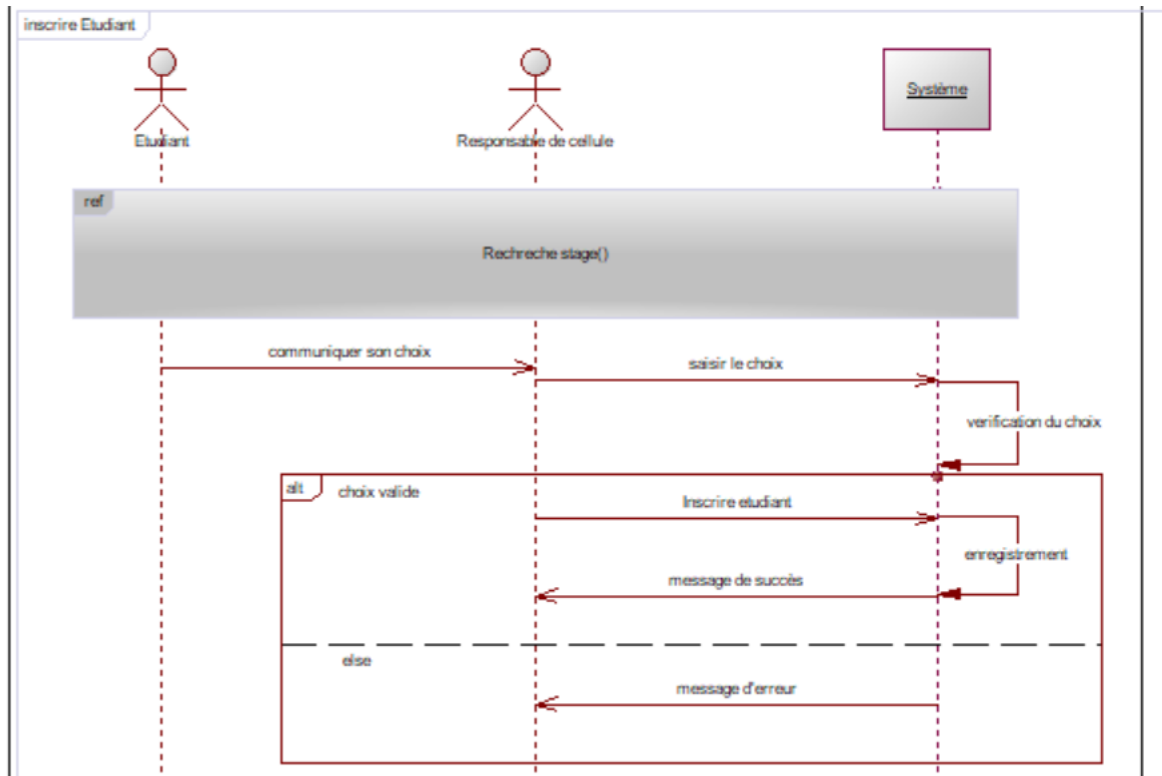 inscrire Etudiant
Etudiant
Responsable de cellule
Système
ref
Rechreche stage()
communiquer son choix
saisir le choix
verification du choix
alt
choix valide
Inscrire etudiant
enregistrement
message de succès
else
message d'erreur